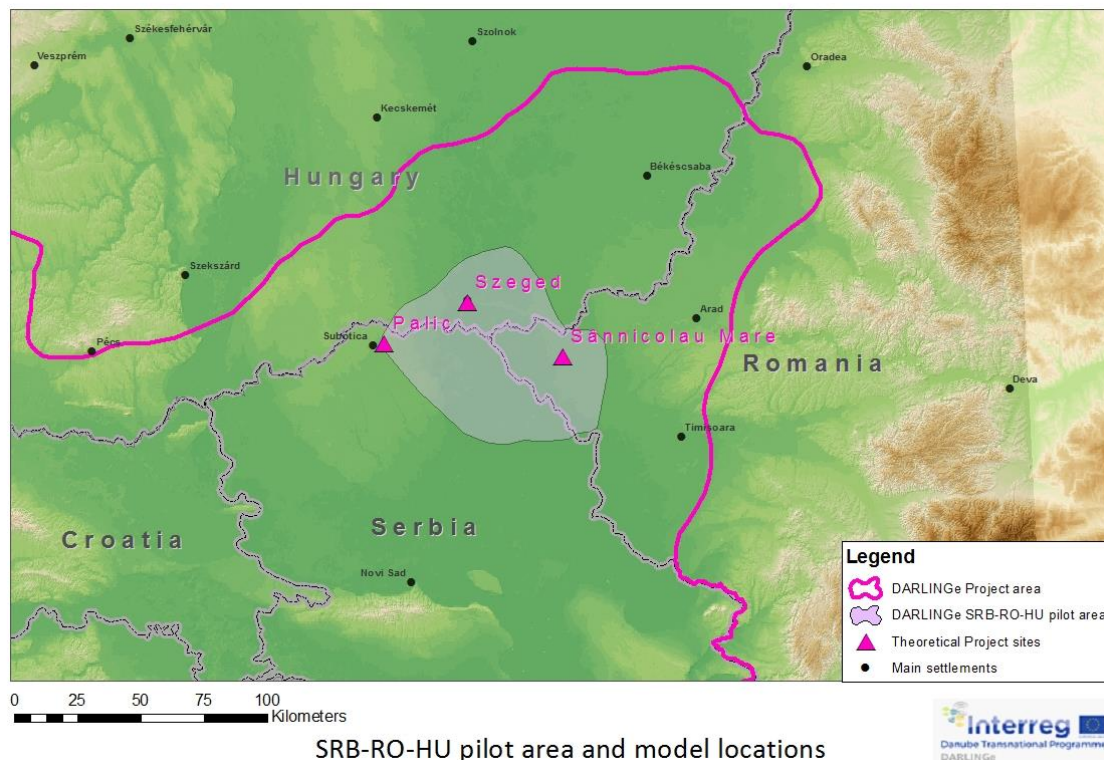 Székesfehérvár
Veszprém
Szolnok
Oradea
Kecskemét
Békéscsaba
Hungary
Szekszárd
Szeged
Arad
Palic
Subotica
Sânnicolau Mare
Pécs
Romania
Deva
Timisoara
Serbia
Croatia
Novi Sad
Legend
DARLINGe Project area
DARLINGe SRB-RO-HU pilot area
Theoretical Project sites
Main settlements
0 25 50 75 100
Kilometers
SRB-RO-HU pilot area and model locations
Interreg
Danube Transnational Programme
DARLINGe